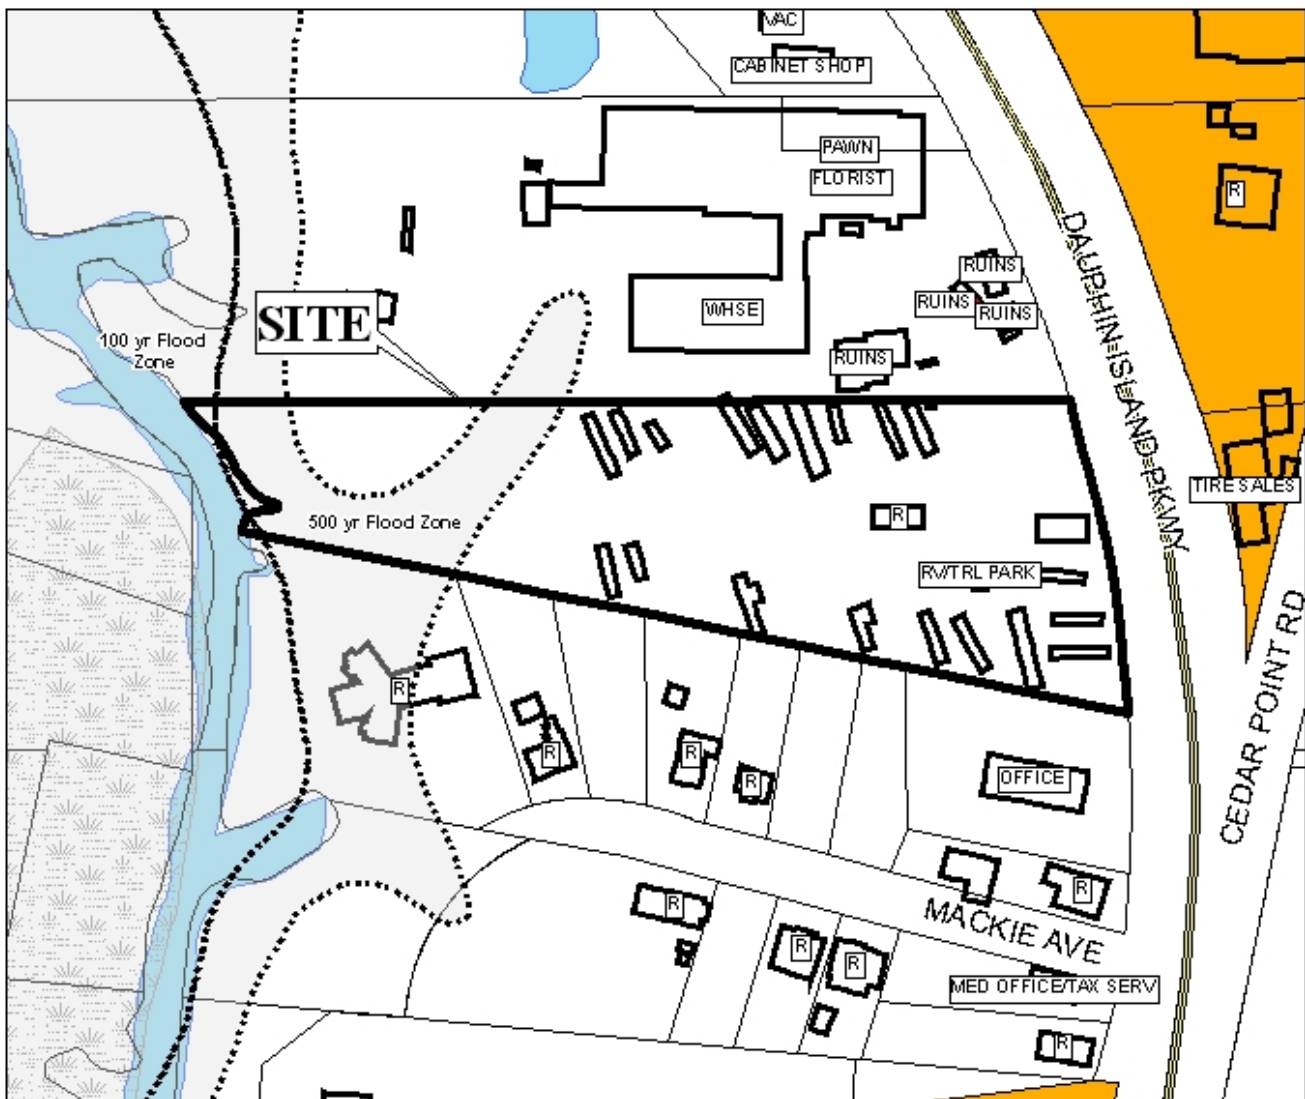 VAC
CABINET SHOP
PAWN
FLORIST
R
DAUPHIN ISLAND PKWY
RUINS
RUINS
RUINS
SITE
WHSE
100 yr Flood
Zone
RUINS
TIRE SALES
R
500 yr Flood Zone
RV/TRL PARK
CEDAR POINT RD
R
R
R
R
OFFICE
R
R
MACKIE AVE
R
R
MED OFFICE/TAX SERV
R